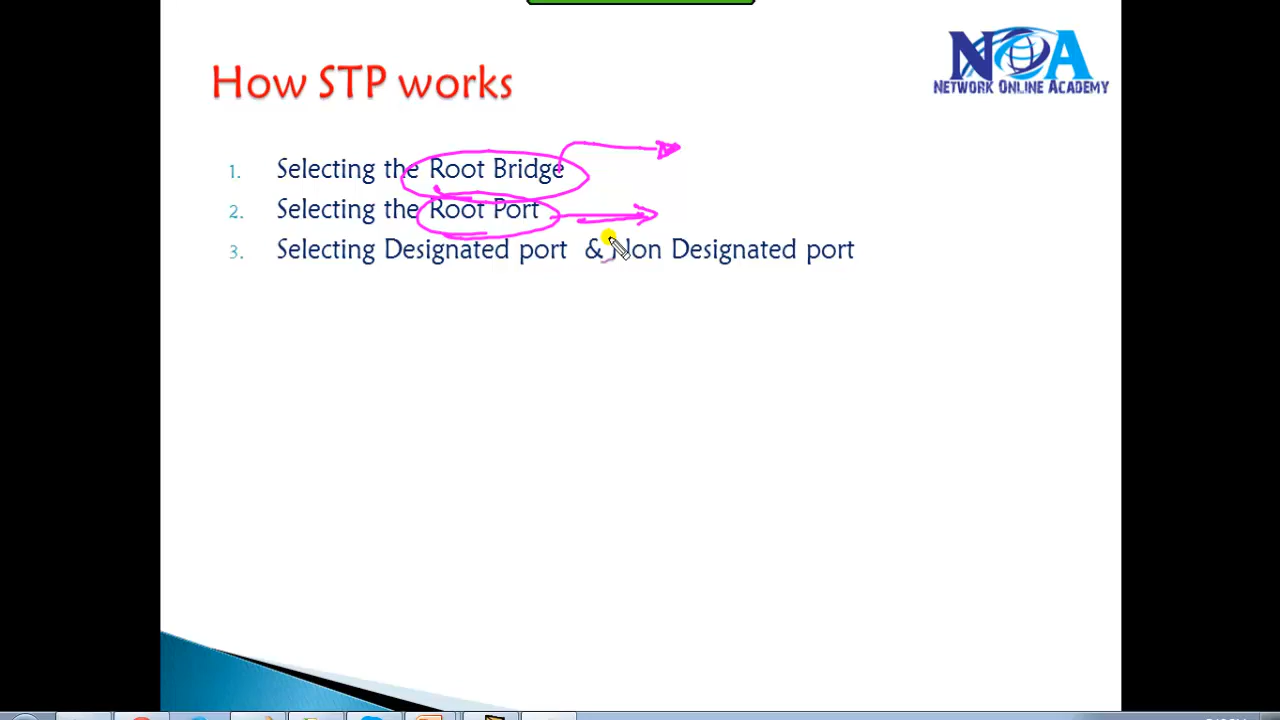 How STP works
NOA
NETWORK ONLINE ACADEMY
1. Selecting the Root Bridge
2. Selecting the Root Port
3. Selecting Designated port & Non Designated port